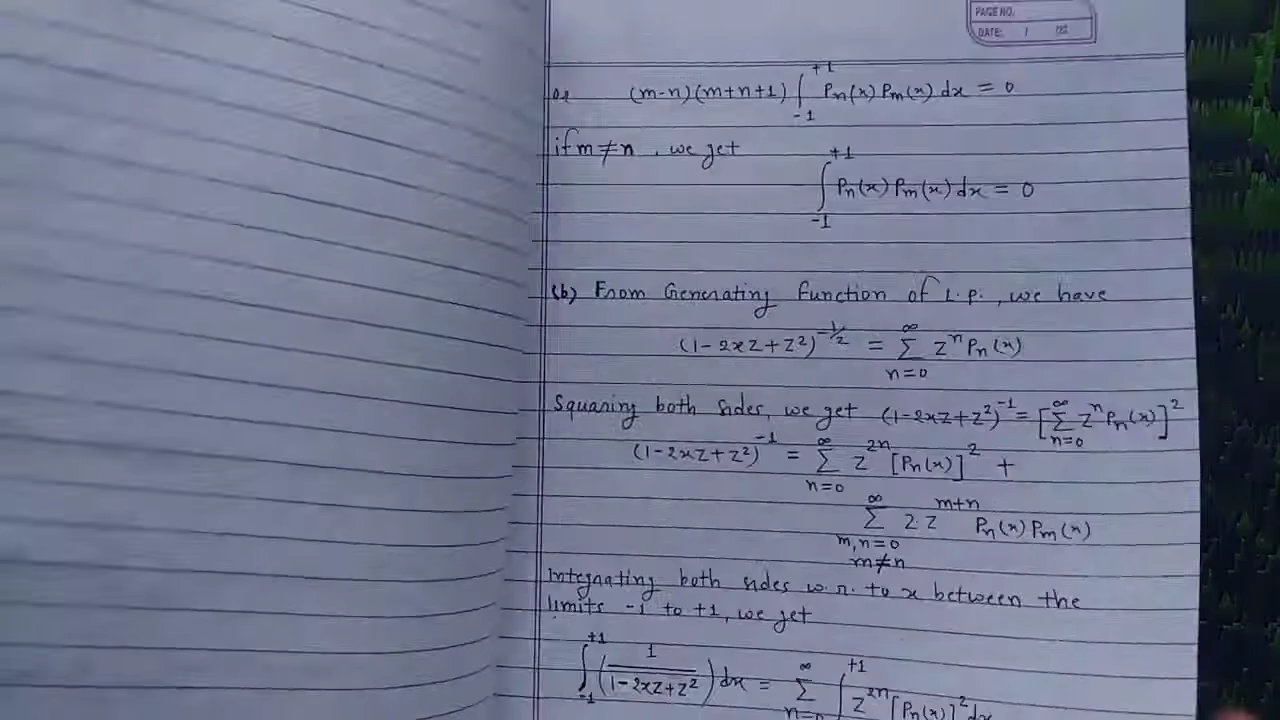 PAGE NO.
DATE: / /
or (m-n)(m+n+1) ∫_{-1}^{+1} Pn(x) Pm(x) dx = 0
if m≠n, we get
∫_{-1}^{+1} Pn(x) Pm(x) dx = 0
(b) From Generating function of L.P., we have
(1-2xz+z²)^{-1/2} = Σ_{n=0}^{∞} z^n Pn(x)
Squaring both sides, we get (1-2xz+z²)^{-1} = [Σ_{n=0}^{∞} z^n Pn(x)]²
(1-2xz+z²)^{-1} = Σ_{n=0}^{∞} z^{2n} [Pn(x)]² +
Σ_{m,n=0, m≠n}^{∞} 2.z^{m+n} Pn(x) Pm(x)
Integrating both sides w.r. to x between the
limits -1 to +1, we get
∫_{-1}^{+1} (1/(1-2xz+z²)) dx = Σ_{n=0}^{∞} ∫^{+1} z^{2n} [Pn(x)]² dx